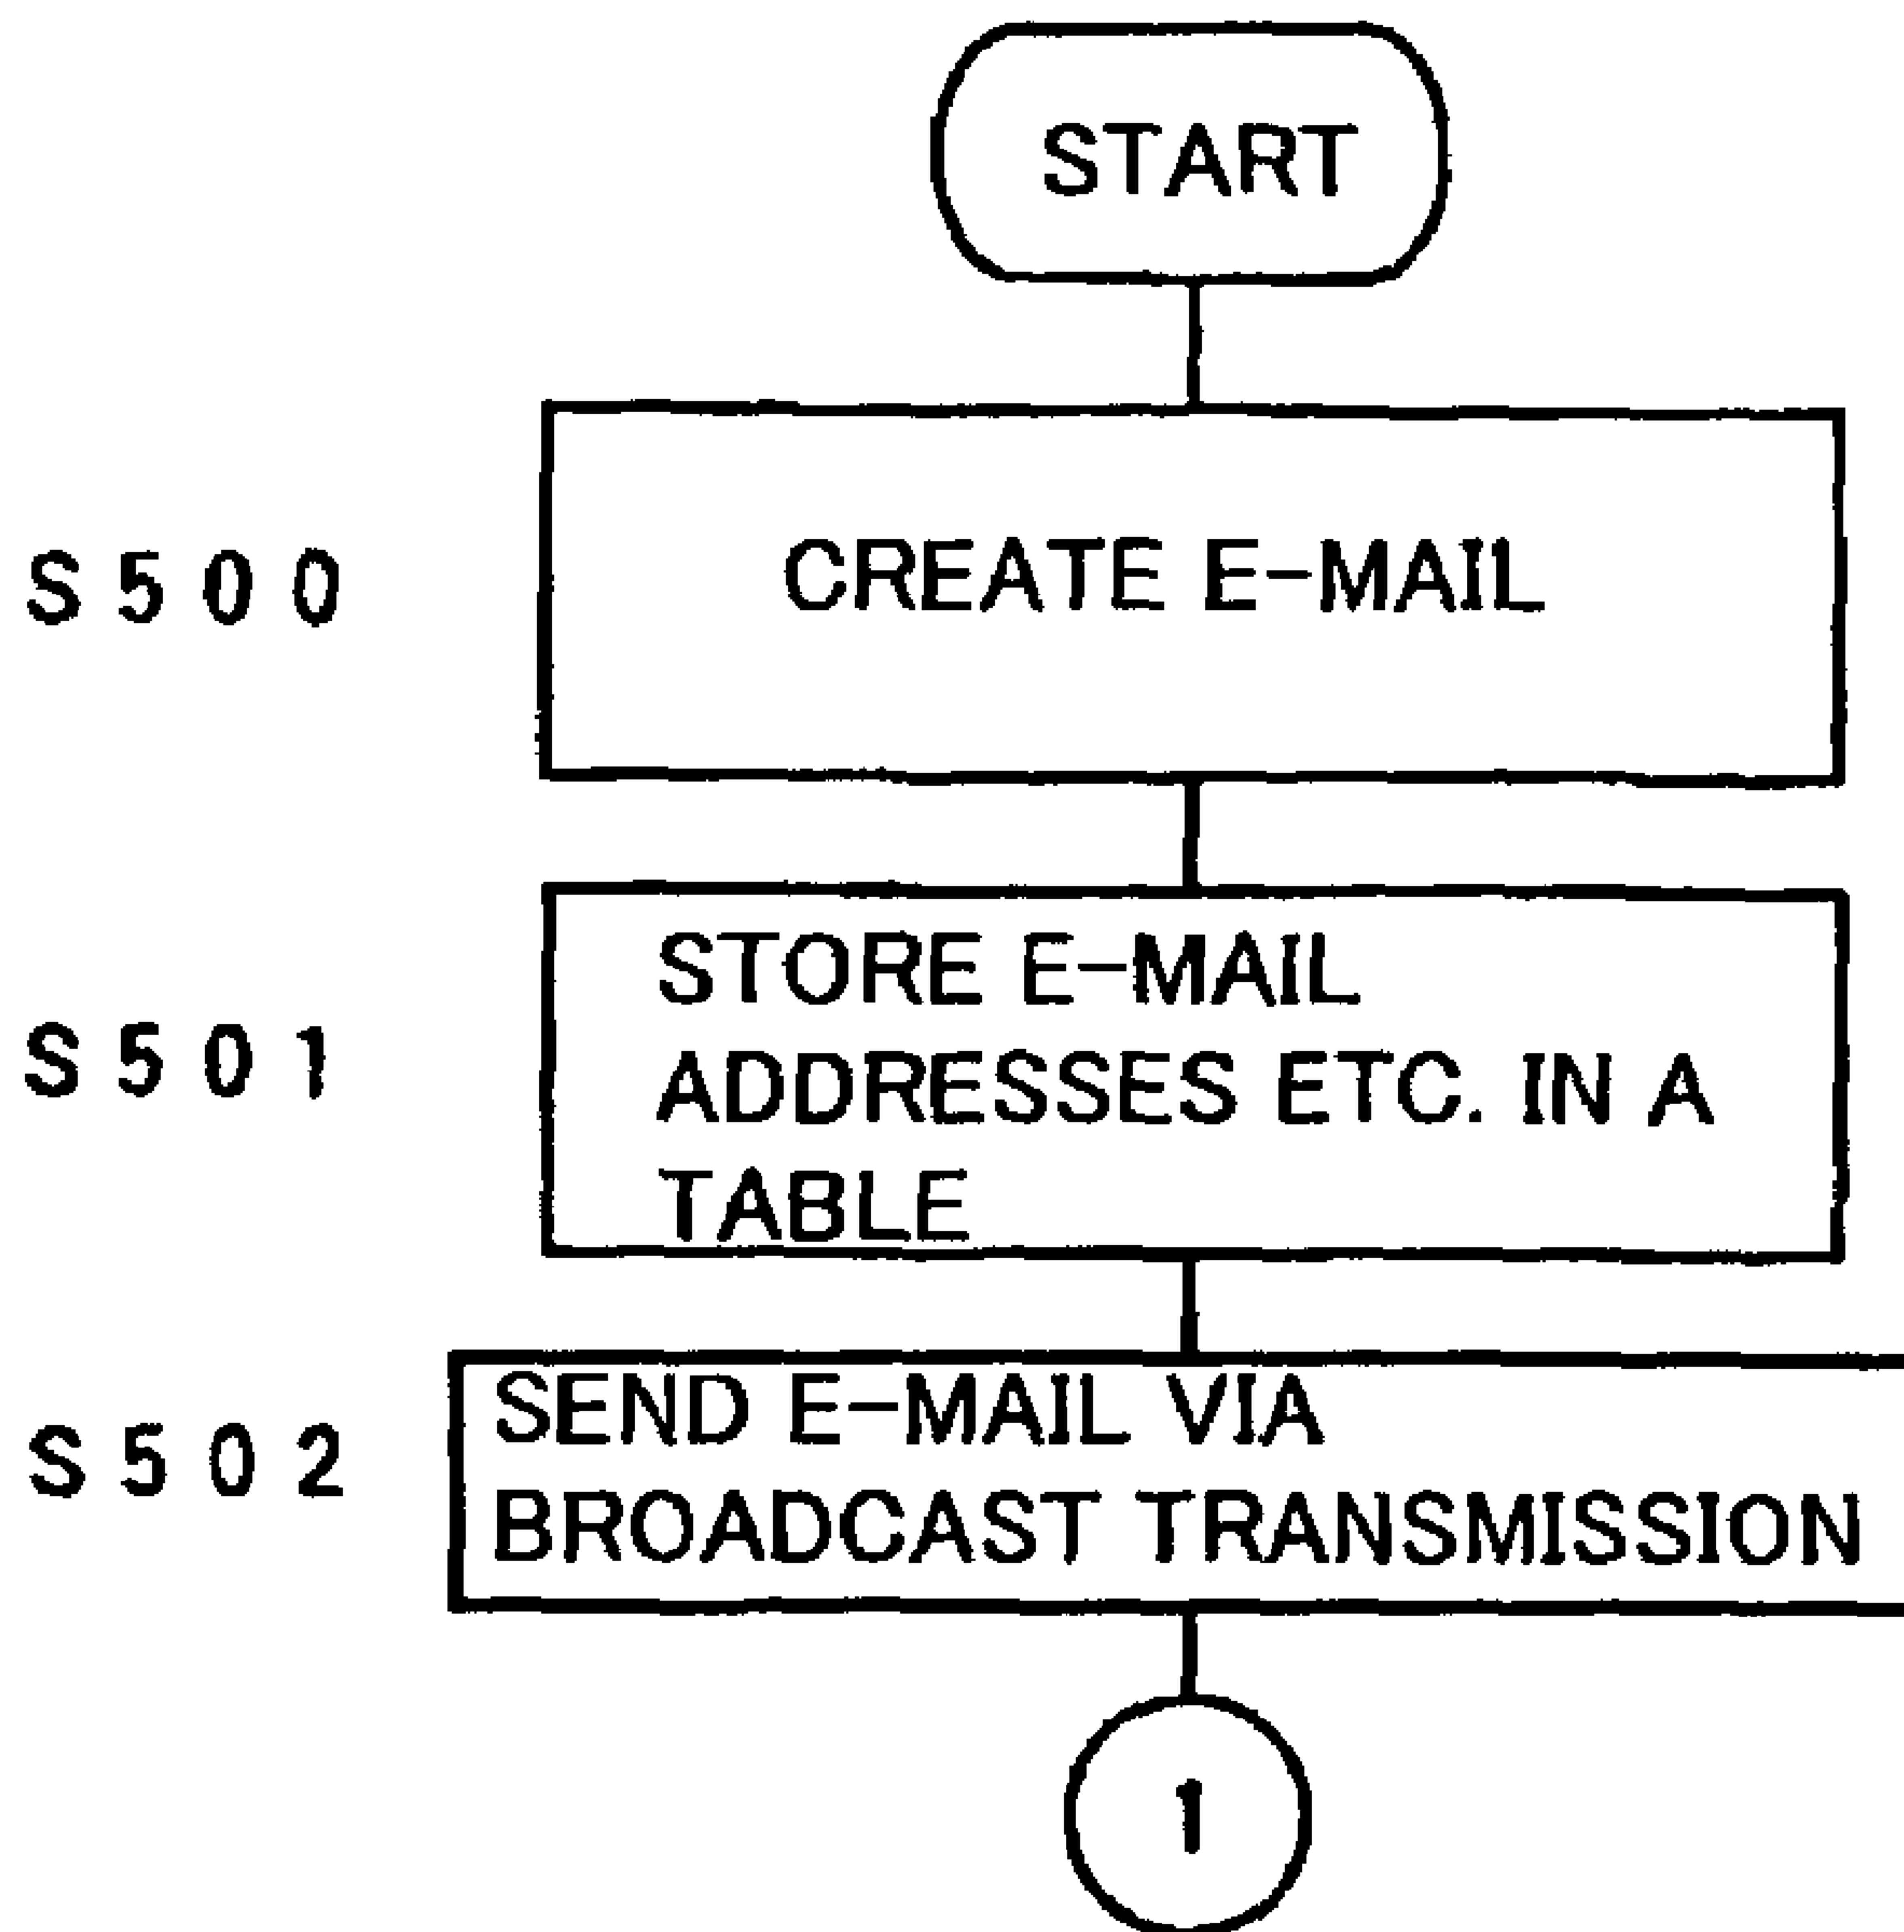 START
S500
CREATE E-MAIL
S501
STORE E-MAIL
ADDRESSES ETC. IN A
TABLE
S502
SEND E-MAIL VIA
BROADCAST TRANSMISSION
1